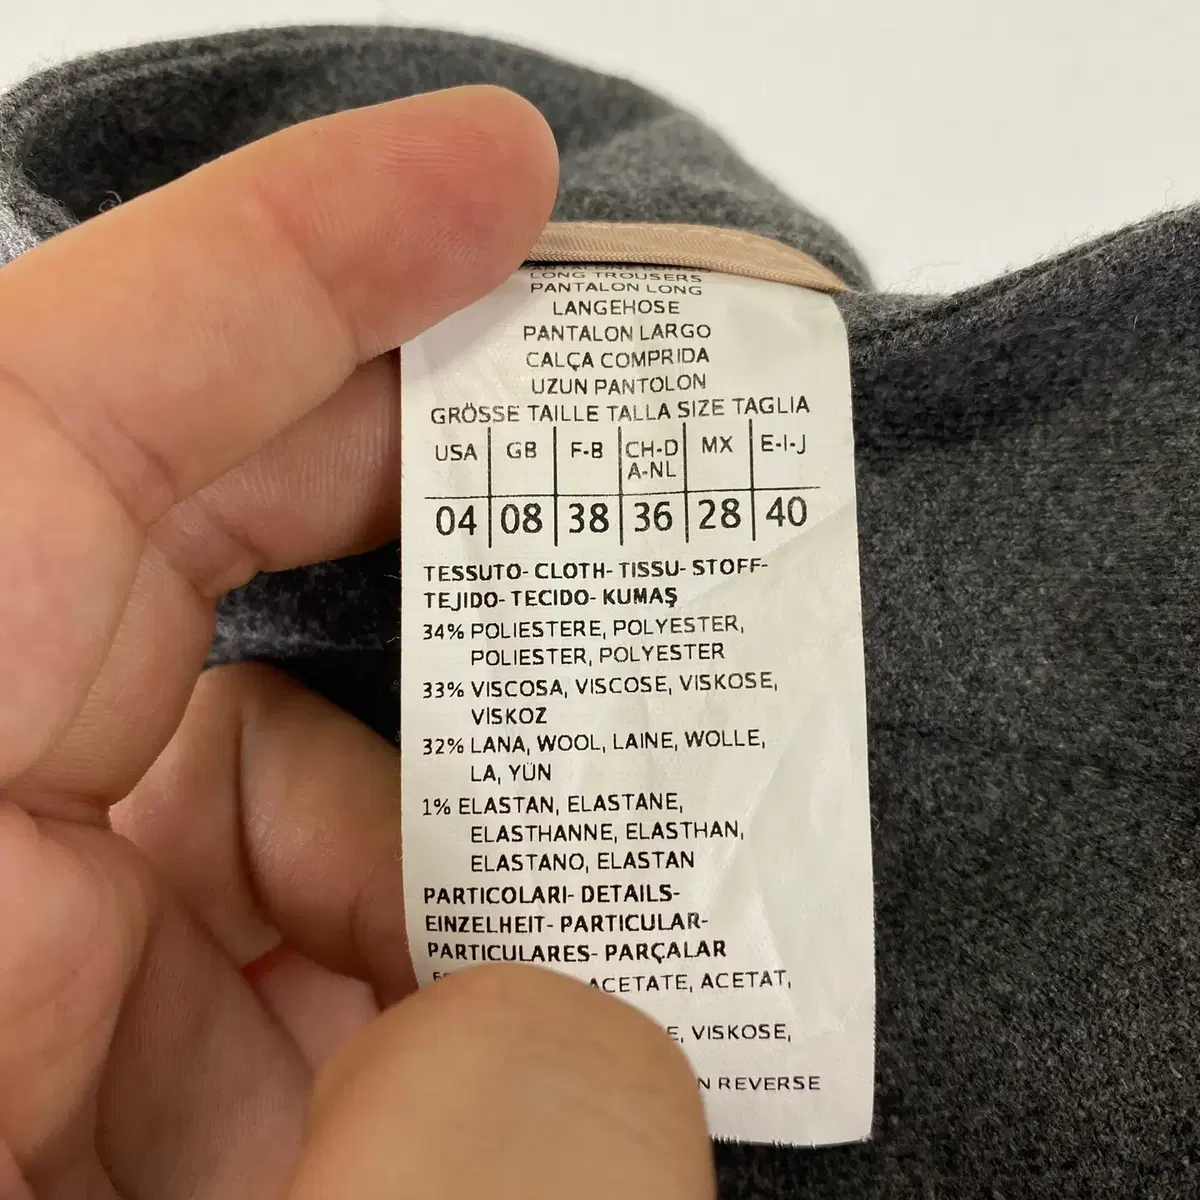 LONG TROUSERS
PANTALON LONG
LANGEHOSE
PANTALON LARGO
CALÇA COMPRIDA
UZUN PANTOLON
GRÖSSE TAILLE TALLA SIZE TAGLIA
USA GB F-B CH-D A-NL MX E-I-J
04 08 38 36 28 40
TESSUTO- CLOTH- TISSU- STOFF-
TEJIDO- TECIDO- KUMAŞ
34% POLIESTERE, POLYESTER,
POLIESTER, POLYESTER
33% VISCOSA, VISCOSE, VISKOSE,
VİSKOZ
32% LANA, WOOL, LAINE, WOLLE,
LA, YÜN
1% ELASTAN, ELASTANE,
ELASTHANNE, ELASTHAN,
ELASTANO, ELASTAN
PARTICOLARI- DETAILS-
EINZELHEIT- PARTICULAR-
PARTICULARES- PARÇALAR
ACETATE, ACETAT,
VISKOSE,
REVERSE